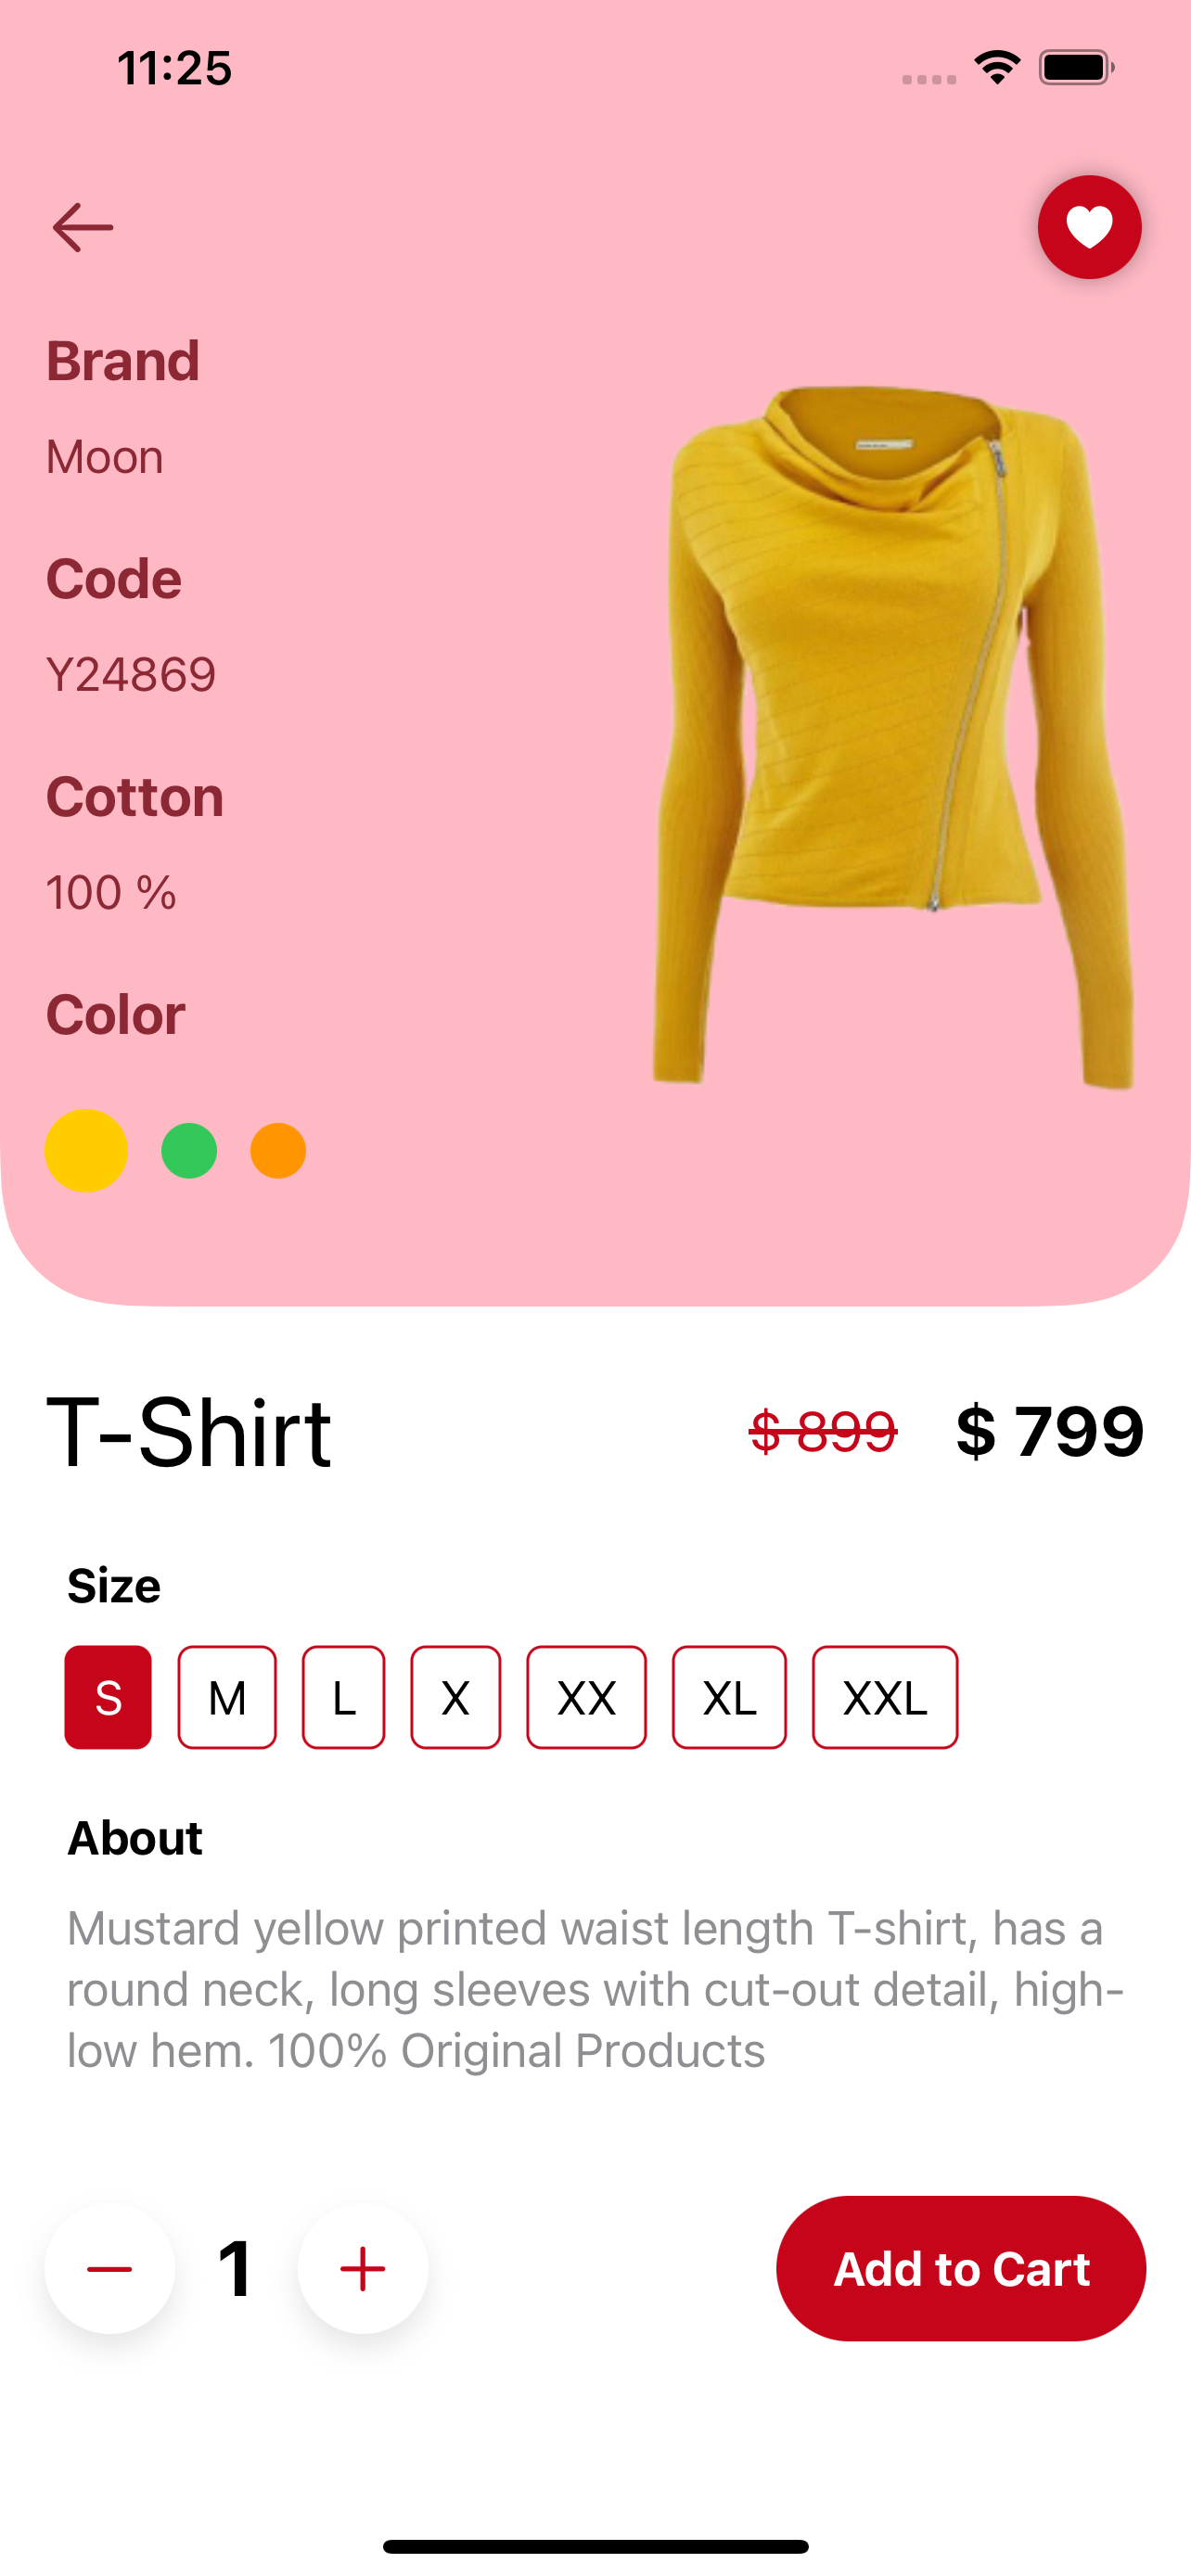 11:25
Brand
Moon
Code
Y24869
Cotton
100 %
Color
T-Shirt
$ 899 $ 799
Size
S M L X XX XL XXL
About
Mustard yellow printed waist length T-shirt, has a
round neck, long sleeves with cut-out detail, high-
low hem. 100% Original Products
1
Add to Cart